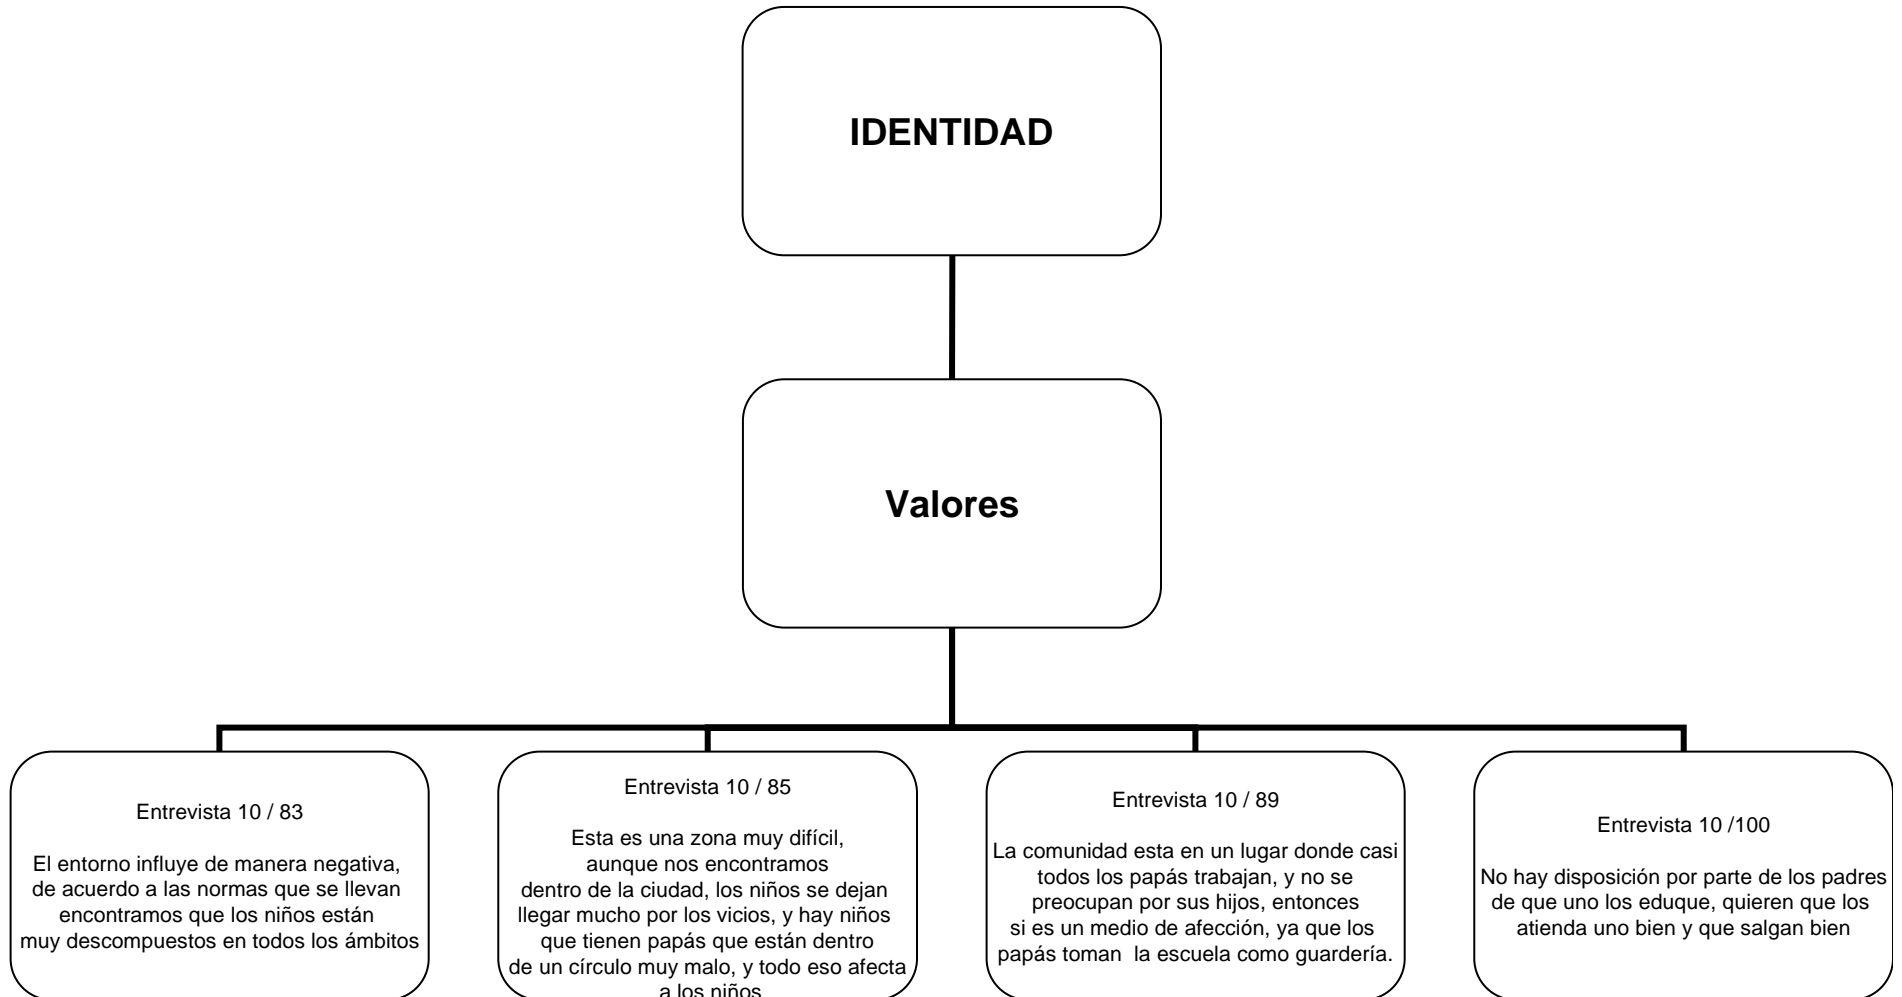 IDENTIDAD
Valores
Entrevista 10 / 83
El entorno influye de manera negativa,
de acuerdo a las normas que se llevan
encontramos que los niños están
muy descompuestos en todos los ámbitos
Entrevista 10 / 85
Esta es una zona muy difícil,
aunque nos encontramos
dentro de la ciudad, los niños se dejan
llegar mucho por los vicios, y hay niños
que tienen papás que están dentro
de un círculo muy malo, y todo eso afecta
a los niños
Entrevista 10 / 89
La comunidad esta en un lugar donde casi
todos los papás trabajan, y no se
preocupan por sus hijos, entonces
si es un medio de afección, ya que los
papás toman  la escuela como guardería.
Entrevista 10 /100
No hay disposición por parte de los padres
de que uno los eduque, quieren que los
atienda uno bien y que salgan bien